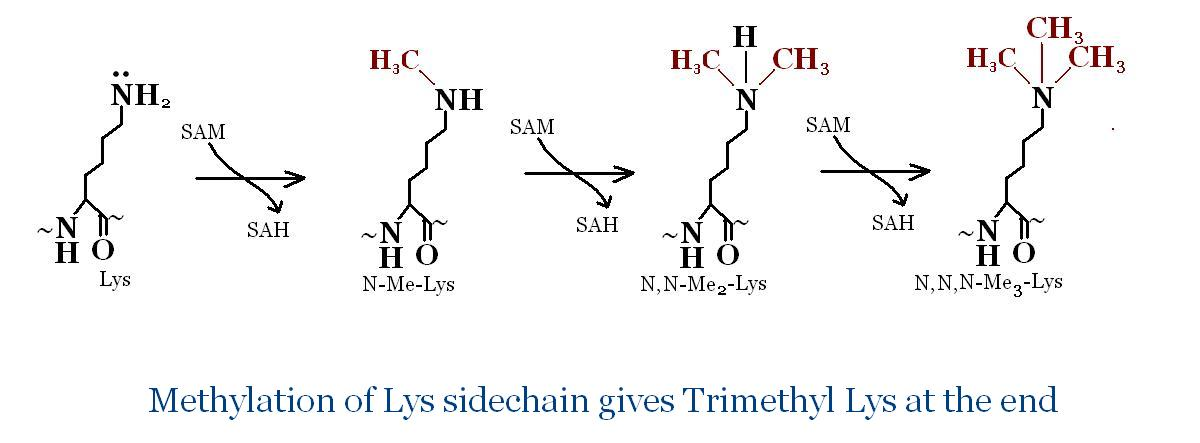 N̈H₂
SAM
SAH
~N
H
O
~
Lys
H₃C
NH
SAM
SAH
~N
H
O
~
N-Me-Lys
H
H₃C CH₃
N
SAM
SAH
~N
H
O
~
N,N-Me₂-Lys
CH₃
H₃C CH₃
N
~N
H
O
~
N,N,N-Me₃-Lys
Methylation of Lys sidechain gives Trimethyl Lys at the end